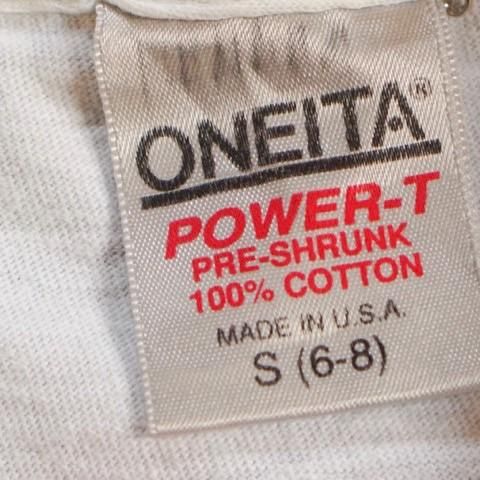 ONEITA®
POWER-T
PRE-SHRUNK
100% COTTON
MADE IN U.S.A.
S (6-8)